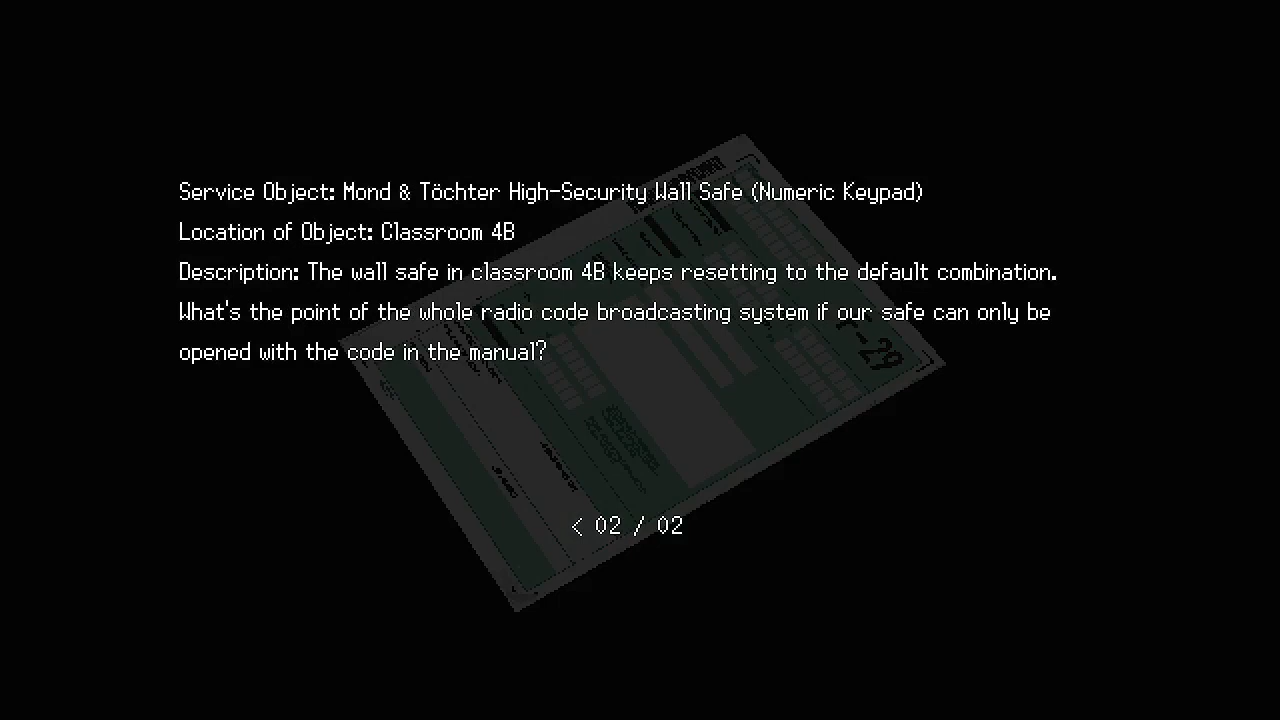 Service Object: Mond & Töchter High-Security Wall Safe (Numeric Keypad)
Location of Object: Classroom 4B
Description: The wall safe in classroom 4B keeps resetting to the default combination.
What's the point of the whole radio code broadcasting system if our safe can only be
opened with the code in the manual?
< 02 / 02